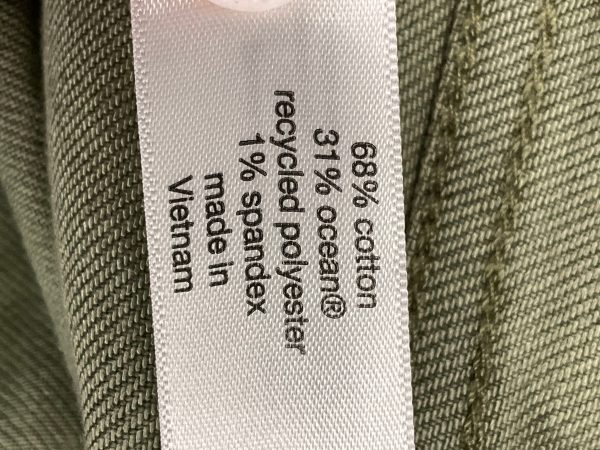 68% cotton
31% ocean®
recycled polyester
1% spandex
made in
Vietnam